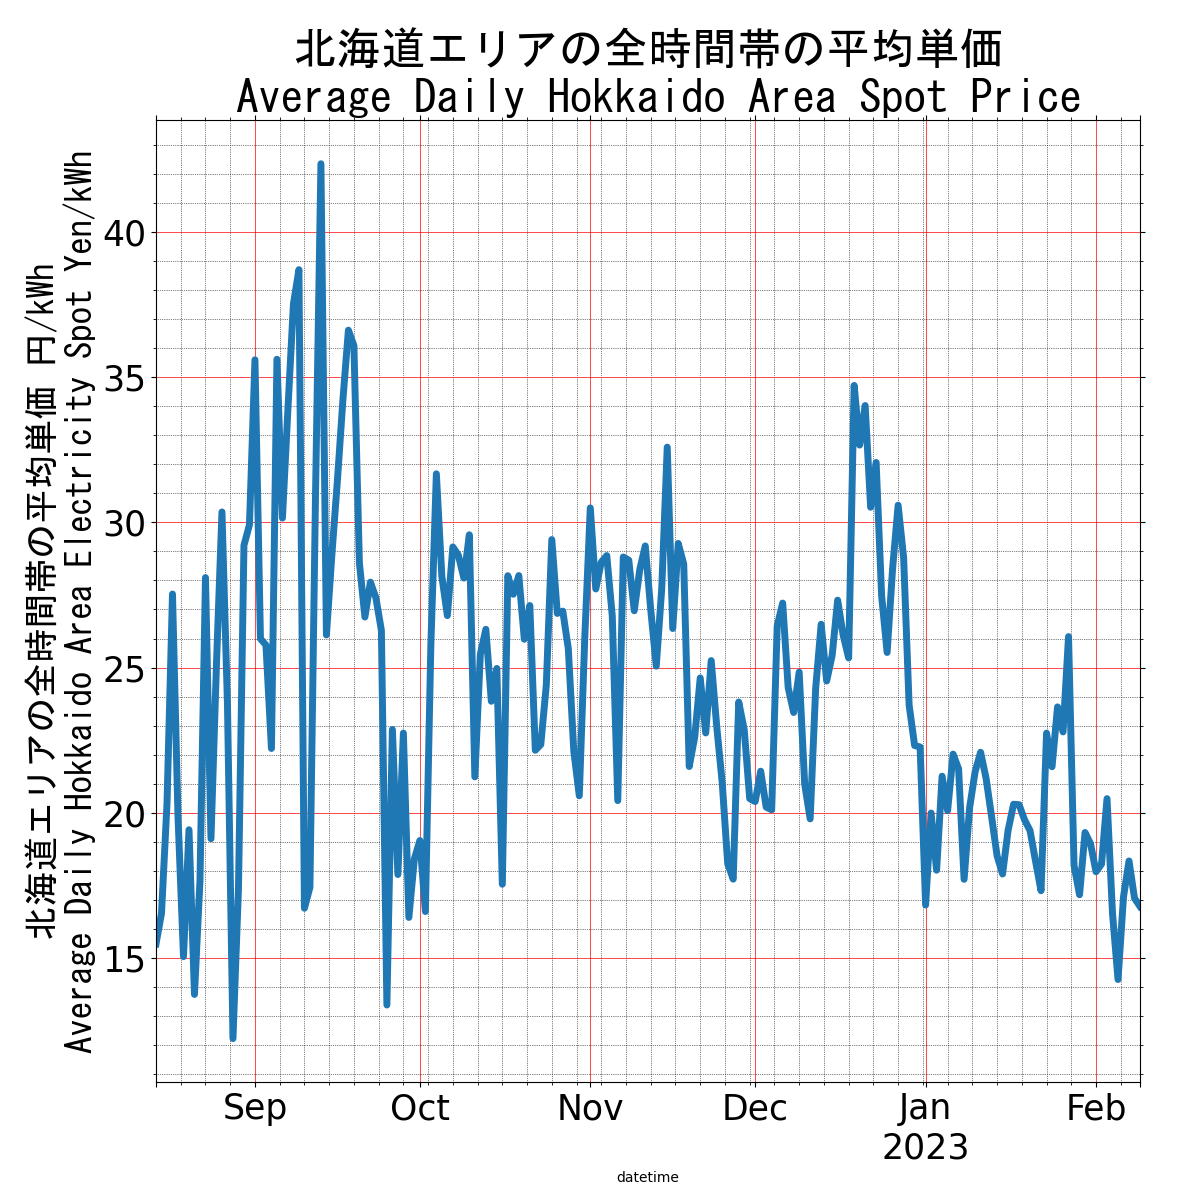 北海道エリアの全時間帯の平均単価
Average Daily Hokkaido Area Spot Price
北海道エリアの全時間帯の平均単価 円/kWh
Average Daily Hokkaido Area Electricity Spot Yen/kWh
40
35
30
25
20
15
Sep
Oct
Nov
Dec
Jan
2023
Feb
datetime